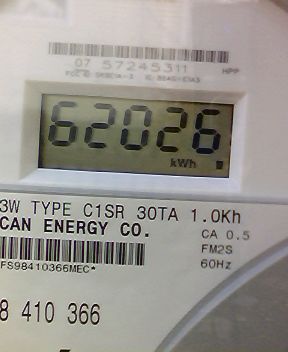 07 57245311
HPP
62026
kWh
3W TYPE C1SR 30TA 1.0Kh
CAN ENERGY CO.
CA 0.5
FM2S
FS98410366MEC*
60Hz
8 410 366